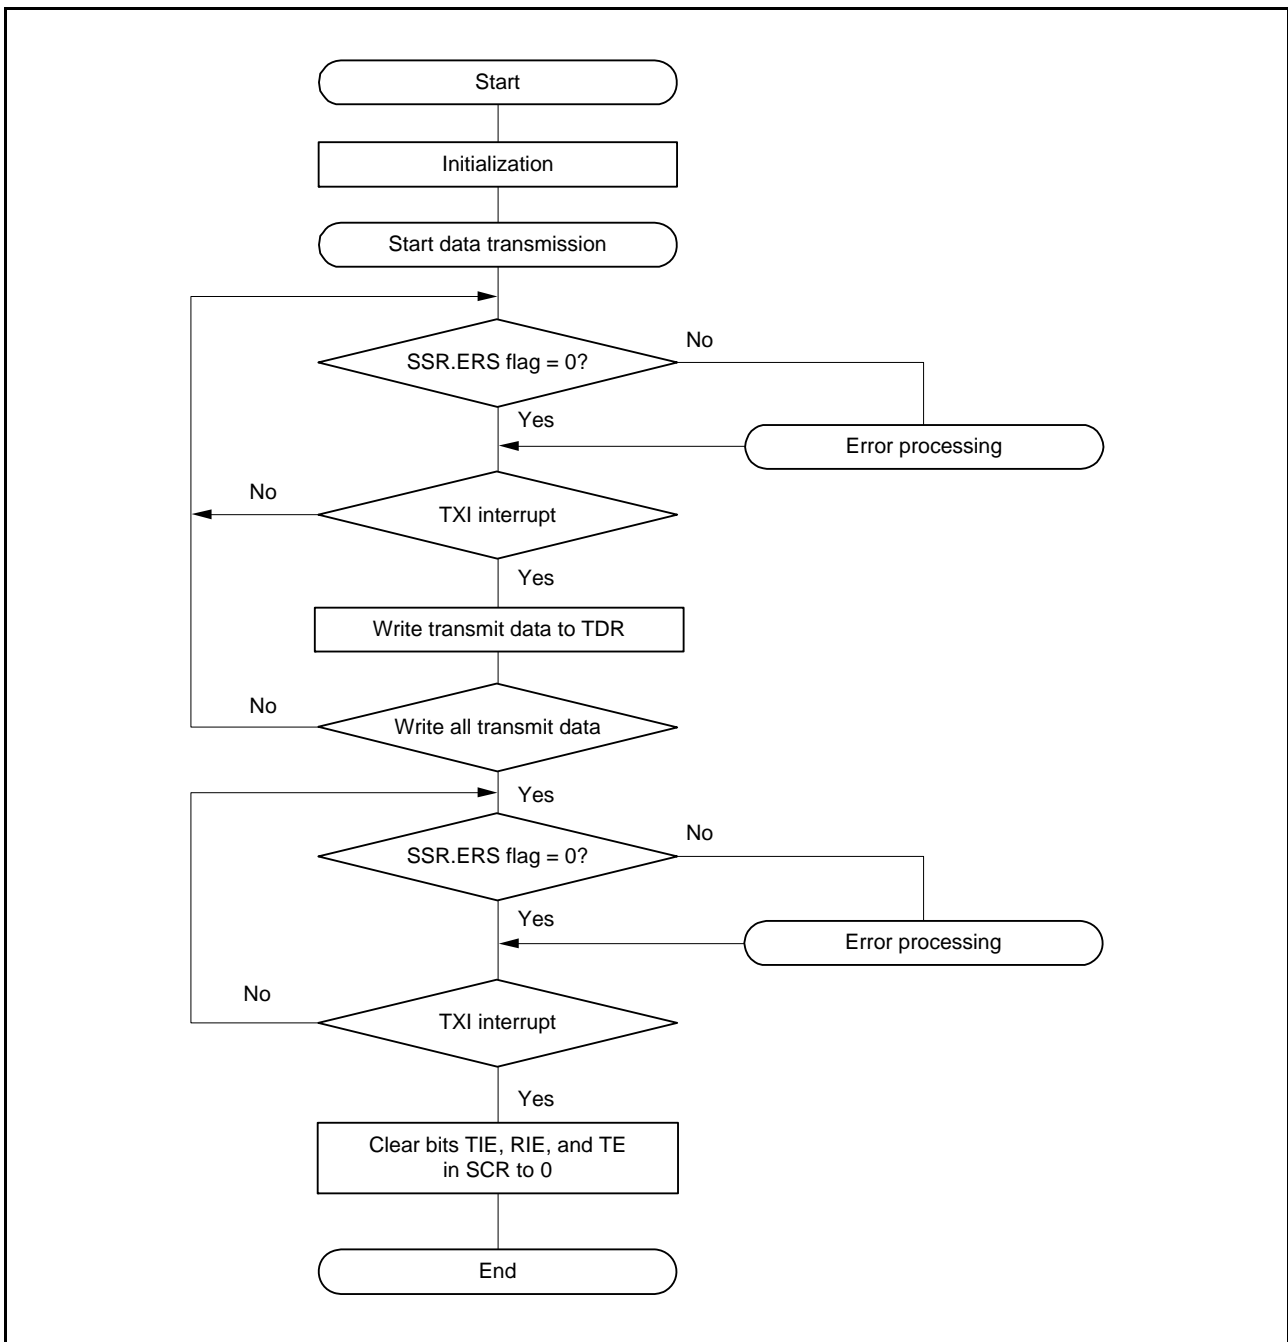 Start
Initialization
Start data transmission
SSR.ERS flag = 0?
No
Yes
Error processing
No
TXI interrupt
Yes
Write transmit data to TDR
No
Write all transmit data
Yes
SSR.ERS flag = 0?
No
Yes
Error processing
No
TXI interrupt
Yes
Clear bits TIE, RIE, and TE
in SCR to 0
End